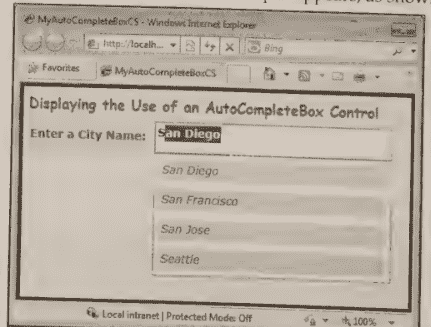 MyAutoCompleteBoxCS - Windows Internet Explorer
http://localh...
Bing
Favorites MyAutoCompleteBoxCS
Displaying the Use of an AutoCompleteBox Control
Enter a City Name: San Diego
San Diego
San Francisco
San Jose
Seattle
Local intranet | Protected Mode: Off
100%